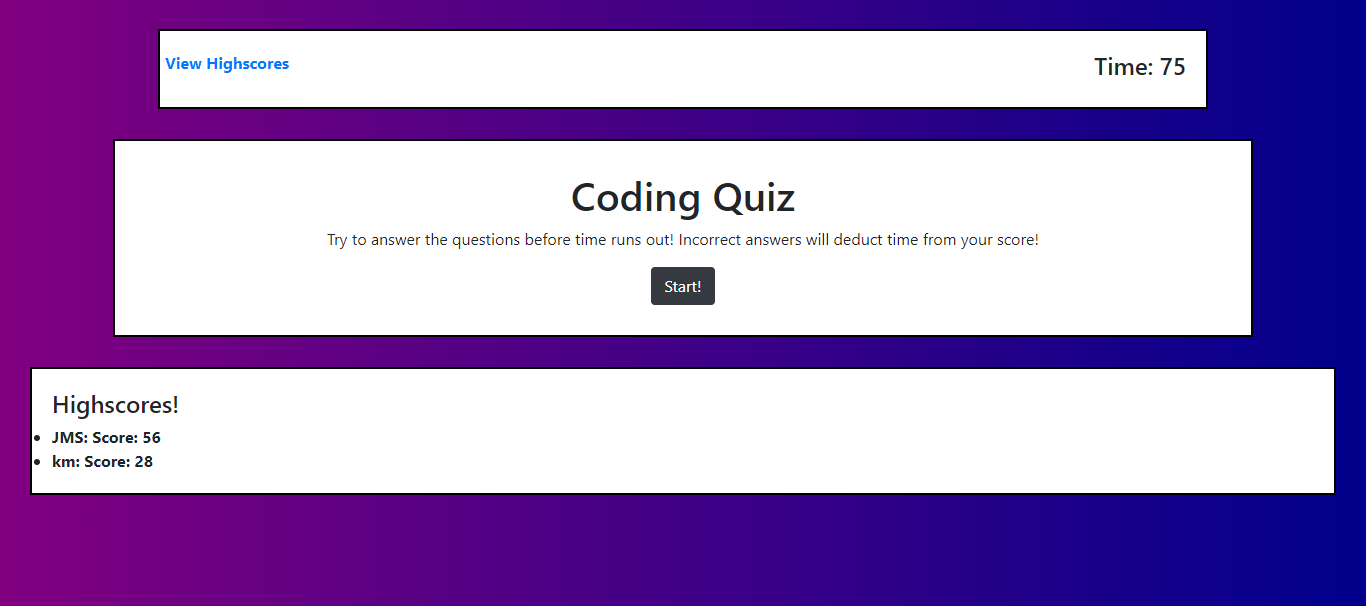 View Highscores
Time: 75
Coding Quiz
Try to answer the questions before time runs out! Incorrect answers will deduct time from your score!
Start!
Highscores!
JMS: Score: 56
km: Score: 28